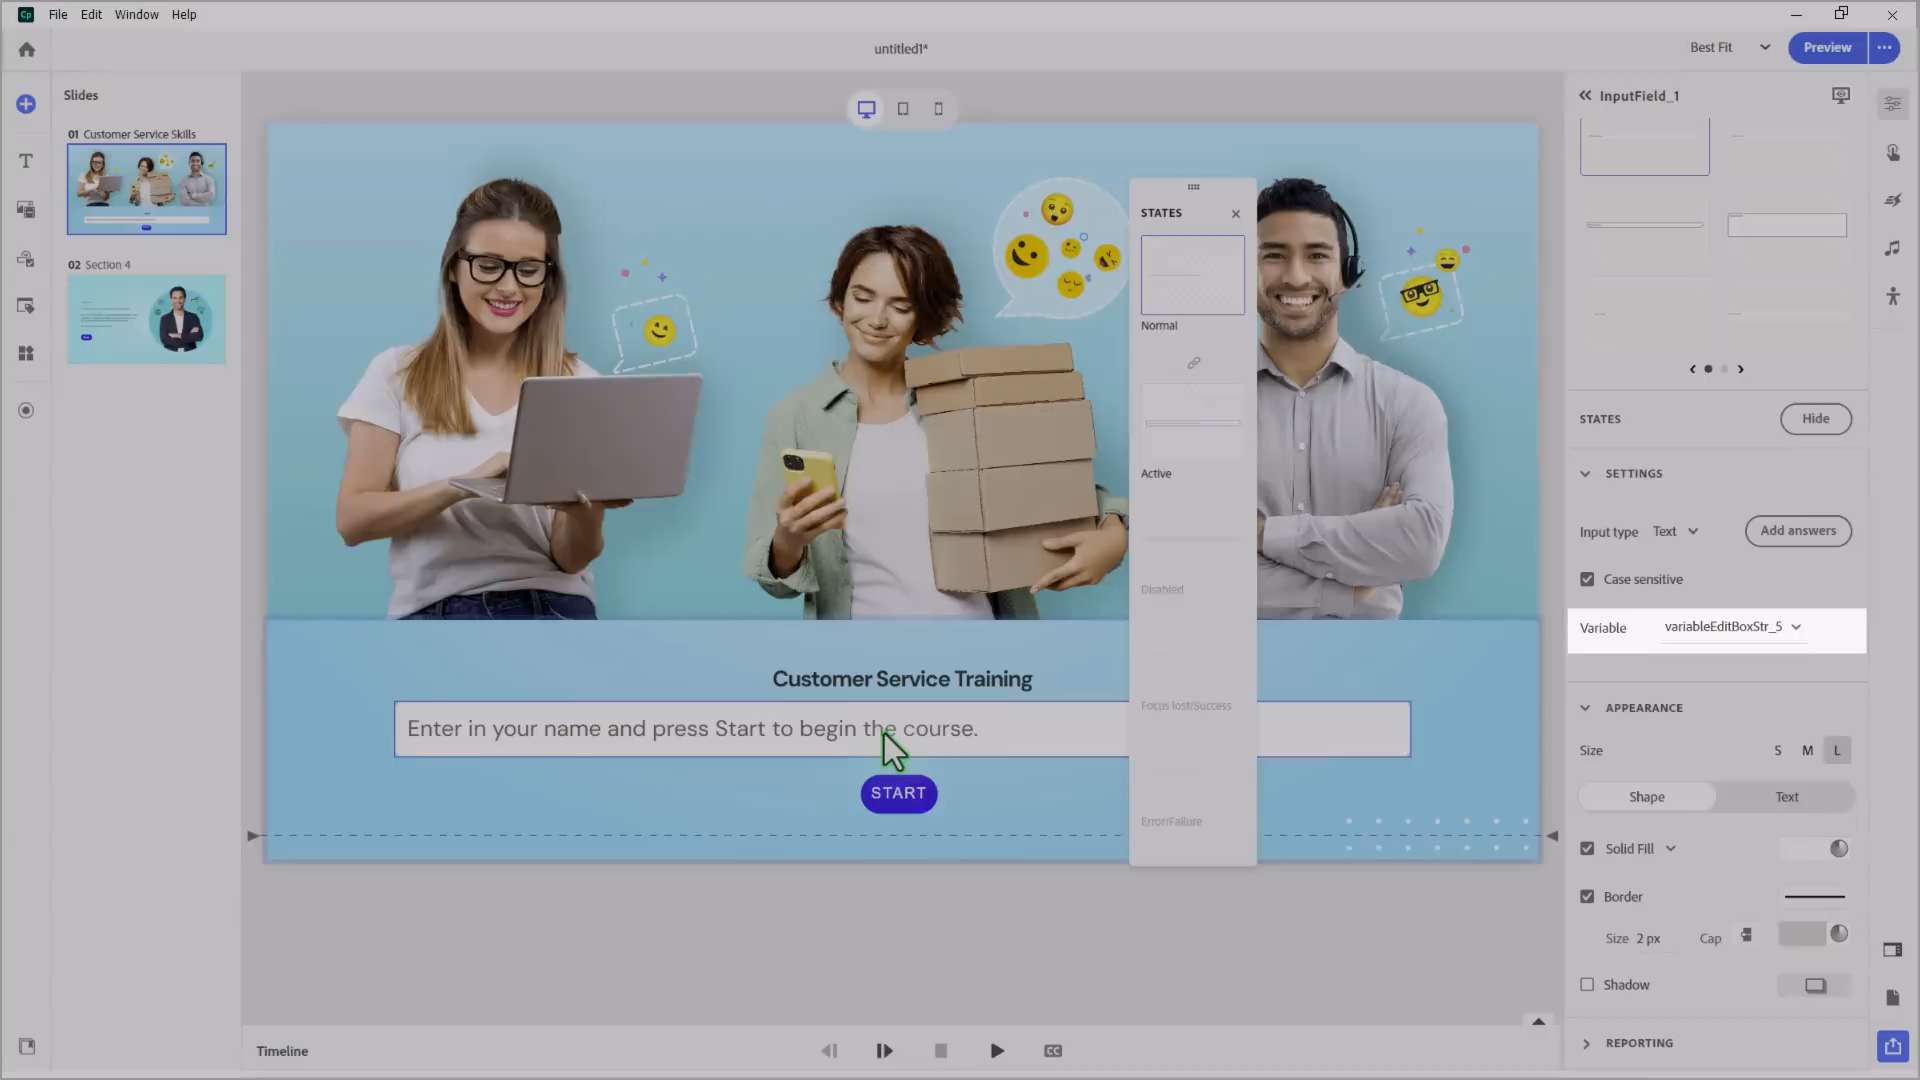 Cp File Edit Window Help
untitled1*
Best Fit
Preview
Slides
01 Customer Service Skills
02 Section 4
InputField_1
STATES
Normal
Active
Disabled
Focus lost/Success
Error/Failure
Customer Service Training
Enter in your name and press Start to begin the course.
START
STATES
Hide
SETTINGS
Input type Text
Add answers
Case sensitive
Variable variableEditBoxStr_5
APPEARANCE
Size S M L
Shape Text
Solid Fill
Border
Size 2 px Cap
Shadow
REPORTING
Timeline
CC